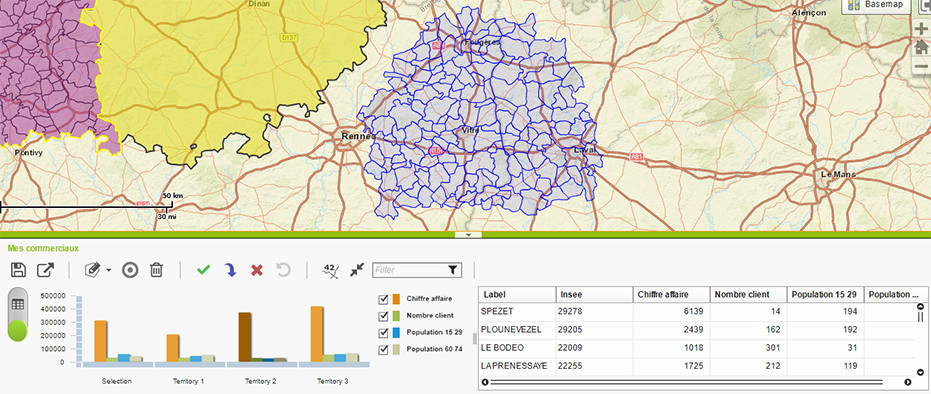 Dinan
Alençon
Basemap
D137
A84
Fougères
Rennes
Vitré
Laval
A81
Le Mans
Pontivy
50 km
30 mi
Mes commerciaux
42
Filter
500000
400000
300000
200000
100000
0
Selection
Territory 1
Territory 2
Territory 3
Chiffre affaire
Nombre client
Population 15 29
Population 60 74
Label Insee Chiffre affaire Nombre client Population 15 29 Population ...
SPEZET 29278 6139 14 194
PLOUNEVEZEL 29205 2439 162 192
LE BODEO 22009 1018 301 31
LAPRENESSAYE 22255 1725 212 119